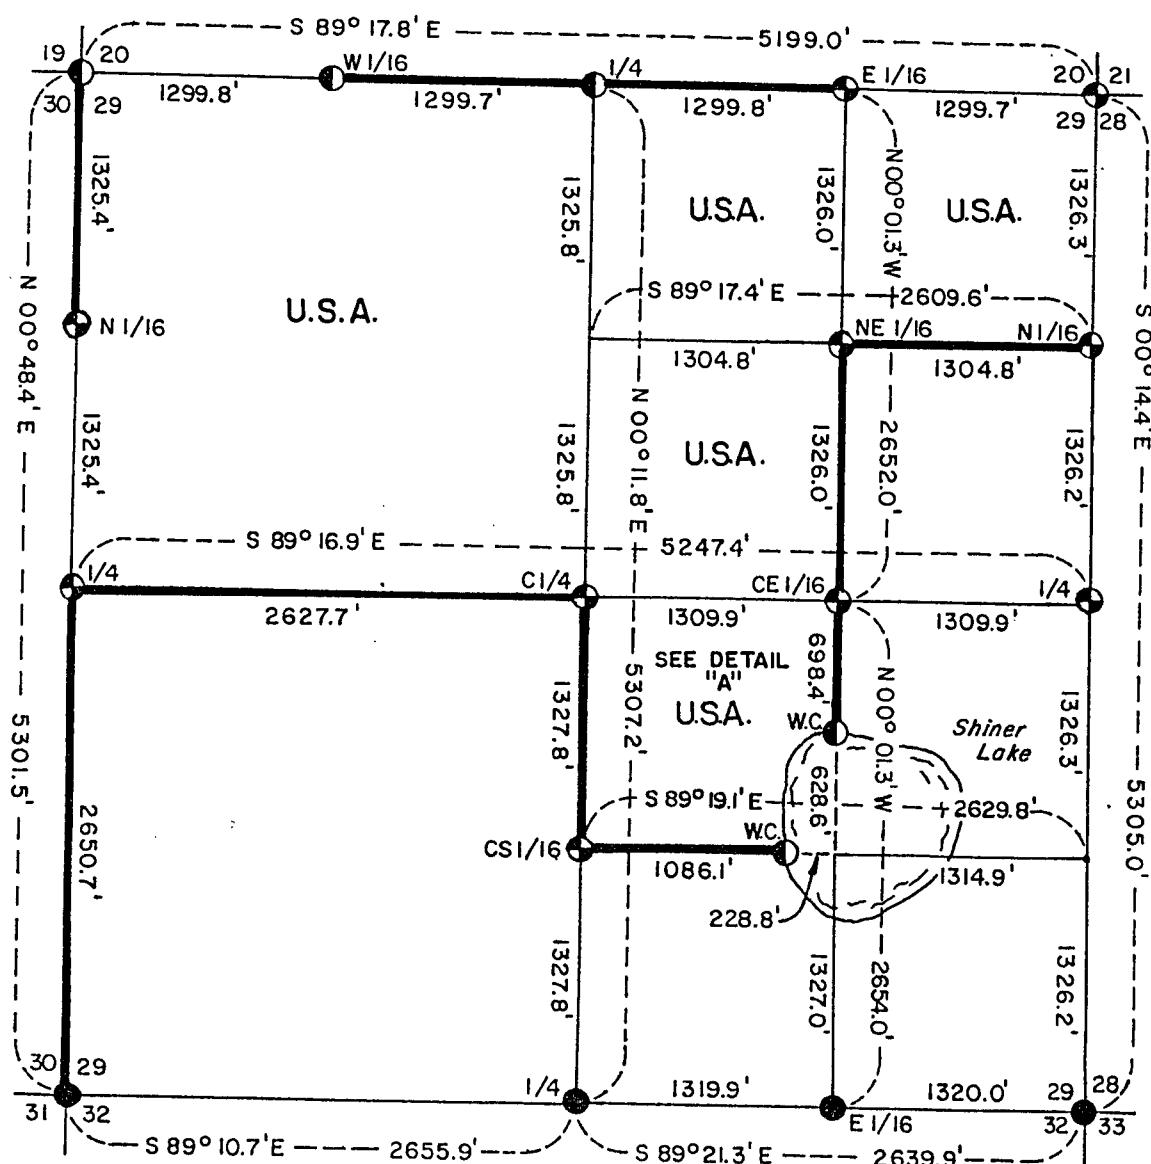 S 89° 17.8' E 5199.0'
19 20 W 1/16 1/4 E 1/16 20 21
30 29 1299.8' 1299.7' 1299.8' 1299.7' 29 28
1325.4' 1325.8' 1326.0' N 00° 01.3' W 1326.3'
U.S.A. U.S.A.
N 00° 48.4' E
S 89° 17.4' E 2609.6'
S 00° 14.4' E
U.S.A.
N 1/16 NE 1/16 N 1/16
1304.8' 1304.8'
1325.4' 1325.8' N 00° 11.8' E 1326.0' 2652.0' 1326.2'
U.S.A.
S 89° 16.9' E 5247.4'
1/4 C 1/4 CE 1/16 1/4
2627.7' 1309.9' 1309.9'
SEE DETAIL
"A"
U.S.A.
698.4' N 00° 01.3' W
W.C. Shiner
Lake
1327.8' 5307.2' 1326.3'
5301.5' 628.6' 5305.0'
S 89° 19.1' E 2629.8'
2650.7' CS 1/16 W.C.
1086.1' 1314.9'
228.8'
1327.8' 1327.0' 2654.0' 1326.2'
30 29 1/4 1319.9' 1320.0' 29 28
31 32 E 1/16 32 33
S 89° 10.7' E 2655.9' S 89° 21.3' E 2639.9'